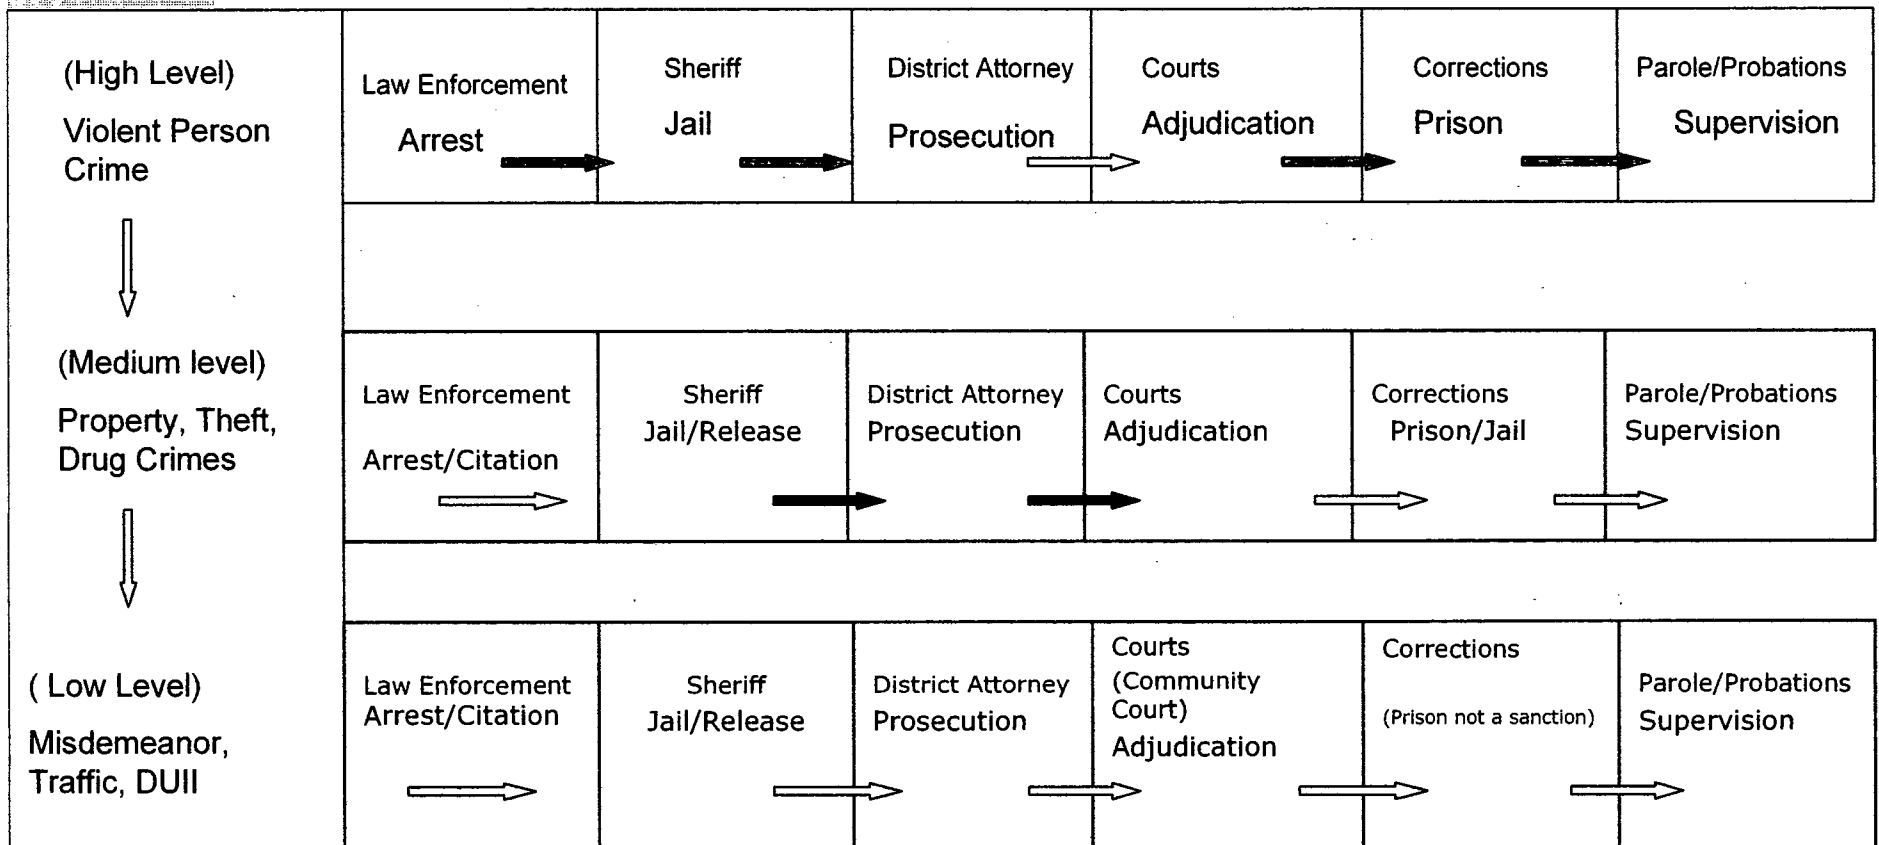 (High Level)
Violent Person
Crime
Law Enforcement
Arrest
Sheriff
Jail
District Attorney
Prosecution
Courts
Adjudication
Corrections
Prison
Parole/Probations
Supervision
(Medium level)
Property, Theft,
Drug Crimes
Law Enforcement
Arrest/Citation
Sheriff
Jail/Release
District Attorney
Prosecution
Courts
Adjudication
Corrections
Prison/Jail
Parole/Probations
Supervision
( Low Level)
Misdemeanor,
Traffic, DUII
Law Enforcement
Arrest/Citation
Sheriff
Jail/Release
District Attorney
Prosecution
Courts
(Community
Court)
Adjudication
Corrections
(Prison not a sanction)
Parole/Probations
Supervision